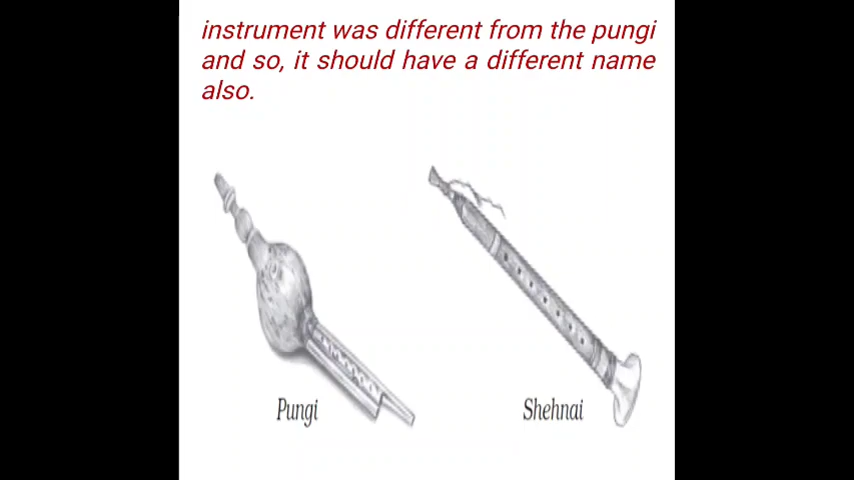 instrument was different from the pungi
and so, it should have a different name
also.
Pungi
Shehnai